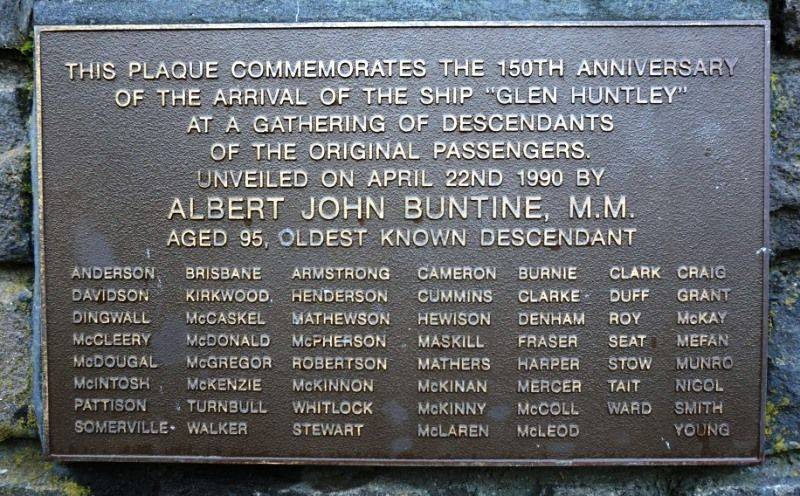 THIS PLAQUE COMMEMORATES THE 150TH ANNIVERSARY
OF THE ARRIVAL OF THE SHIP "GLEN HUNTLEY"
AT A GATHERING OF DESCENDANTS
OF THE ORIGINAL PASSENGERS.
UNVEILED ON APRIL 22ND 1990 BY
ALBERT JOHN BUNTINE, M.M.
AGED 95, OLDEST KNOWN DESCENDANT
ANDERSON BRISBANE ARMSTRONG CAMERON BURNIE CLARK CRAIG
DAVIDSON KIRKWOOD HENDERSON CUMMINS CLARKE DUFF GRANT
DINGWALL McCASKEL MATHEWSON HEWISON DENHAM ROY McKAY
McCLEERY McDONALD McPHERSON MASKILL FRASER SEAT MEFAN
McDOUGAL McGREGOR ROBERTSON MATHERS HARPER STOW MUNRO
McINTOSH McKENZIE McKINNON McKINAN MERCER TAIT NICOL
PATTISON TURNBULL WHITLOCK McKINNY McCOLL WARD SMITH
SOMERVILLE WALKER STEWART McLAREN McLEOD YOUNG